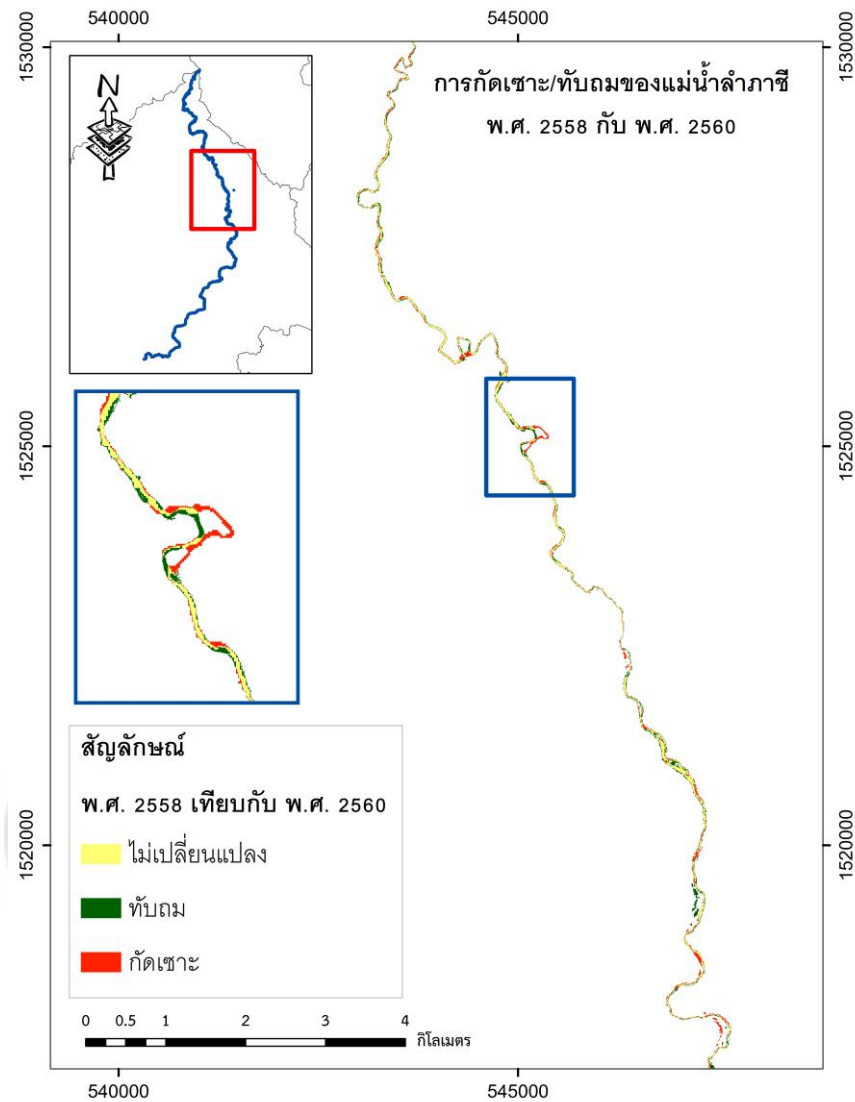 540000
545000
1530000
1530000
การกัดเซาะ/ทับถมของแม่น้ำลำภาชี
พ.ศ. 2558 กับ พ.ศ. 2560
N
1525000
1525000
สัญลักษณ์
พ.ศ. 2558 เทียบกับ พ.ศ. 2560
ไม่เปลี่ยนแปลง
ทับถม
กัดเซาะ
1520000
1520000
0 0.5 1 2 3 4
กิโลเมตร
540000
545000